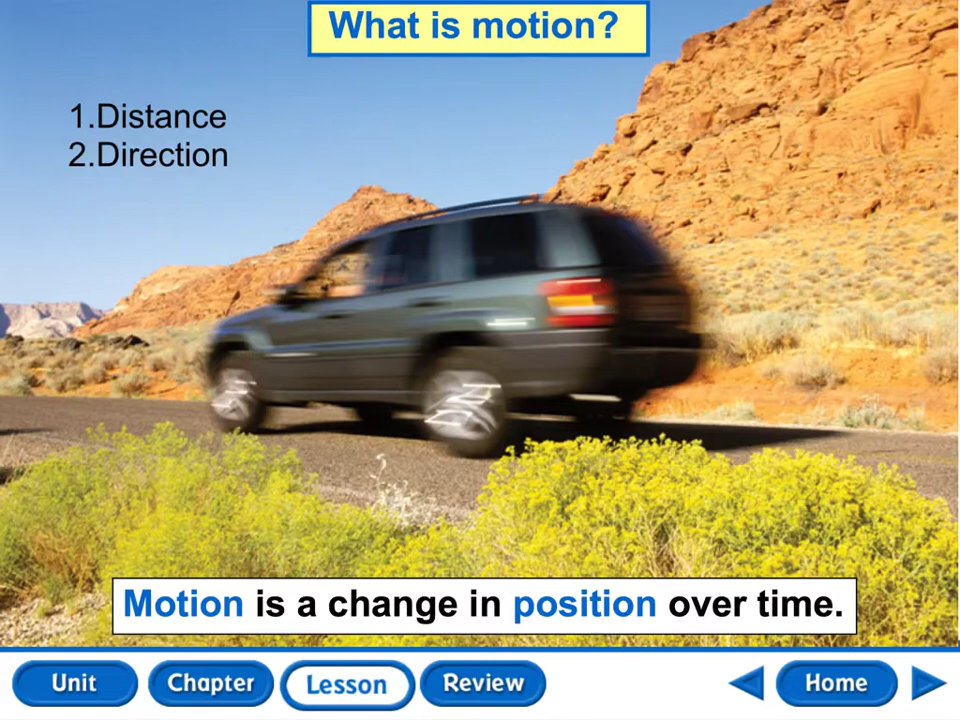 What is motion?
1.Distance
2.Direction
Motion is a change in position over time.
Unit
Chapter
Lesson
Review
Home